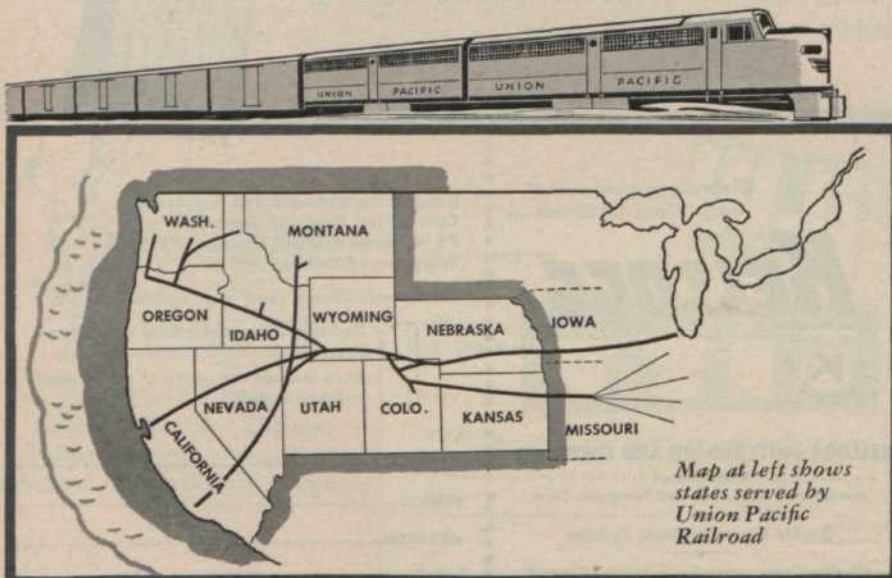 UNION PACIFIC UNION PACIFIC
WASH.
MONTANA
OREGON
IDAHO
WYOMING
NEBRASKA
IOWA
NEVADA
UTAH
COLO.
KANSAS
CALIFORNIA
MISSOURI
Map at left shows
states served by
Union Pacific
Railroad